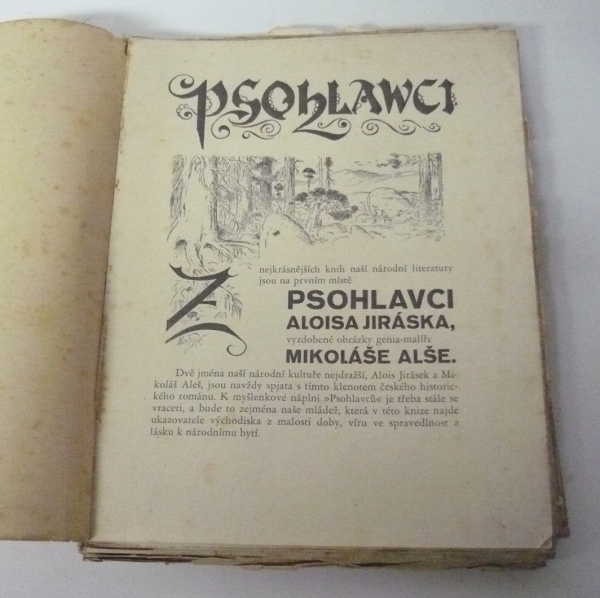 PSOHLAWCI
Z nejkrásnějších knih naší národní literatury
jsou na prvním místě
PSOHLAVCI
ALOISA JIRÁSKA,
vyzdobené obrázky genia-malíře
MIKOLÁŠE ALŠE.
Dvě jména naší národní kultuře nejdražší, Alois Jirásek a Mi-
koláš Aleš, jsou navždy spjata s tímto klenotem českého historic-
kého románu. K myšlenkové náplni »Psohlavců« je třeba stále se
vraceti, a bude to zejména naše mládež, která v této knize najde
ukazovatele východiska z malosti doby, víru ve spravedlnost a
lásku k národnímu bytí.